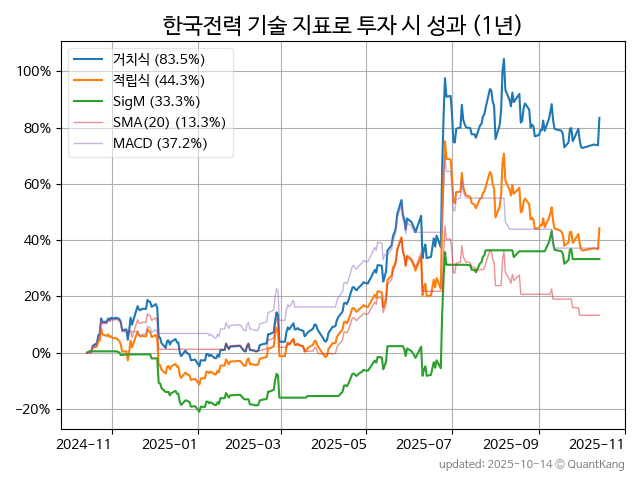 한국전력 기술 지표로 투자 시 성과 (1년)
거치식 (83.5%)
적립식 (44.3%)
SigM (33.3%)
SMA(20) (13.3%)
MACD (37.2%)
100%
80%
60%
40%
20%
0%
−20%
2024-11
2025-01
2025-03
2025-05
2025-07
2025-09
2025-11
updated: 2025-10-14 © QuantKang